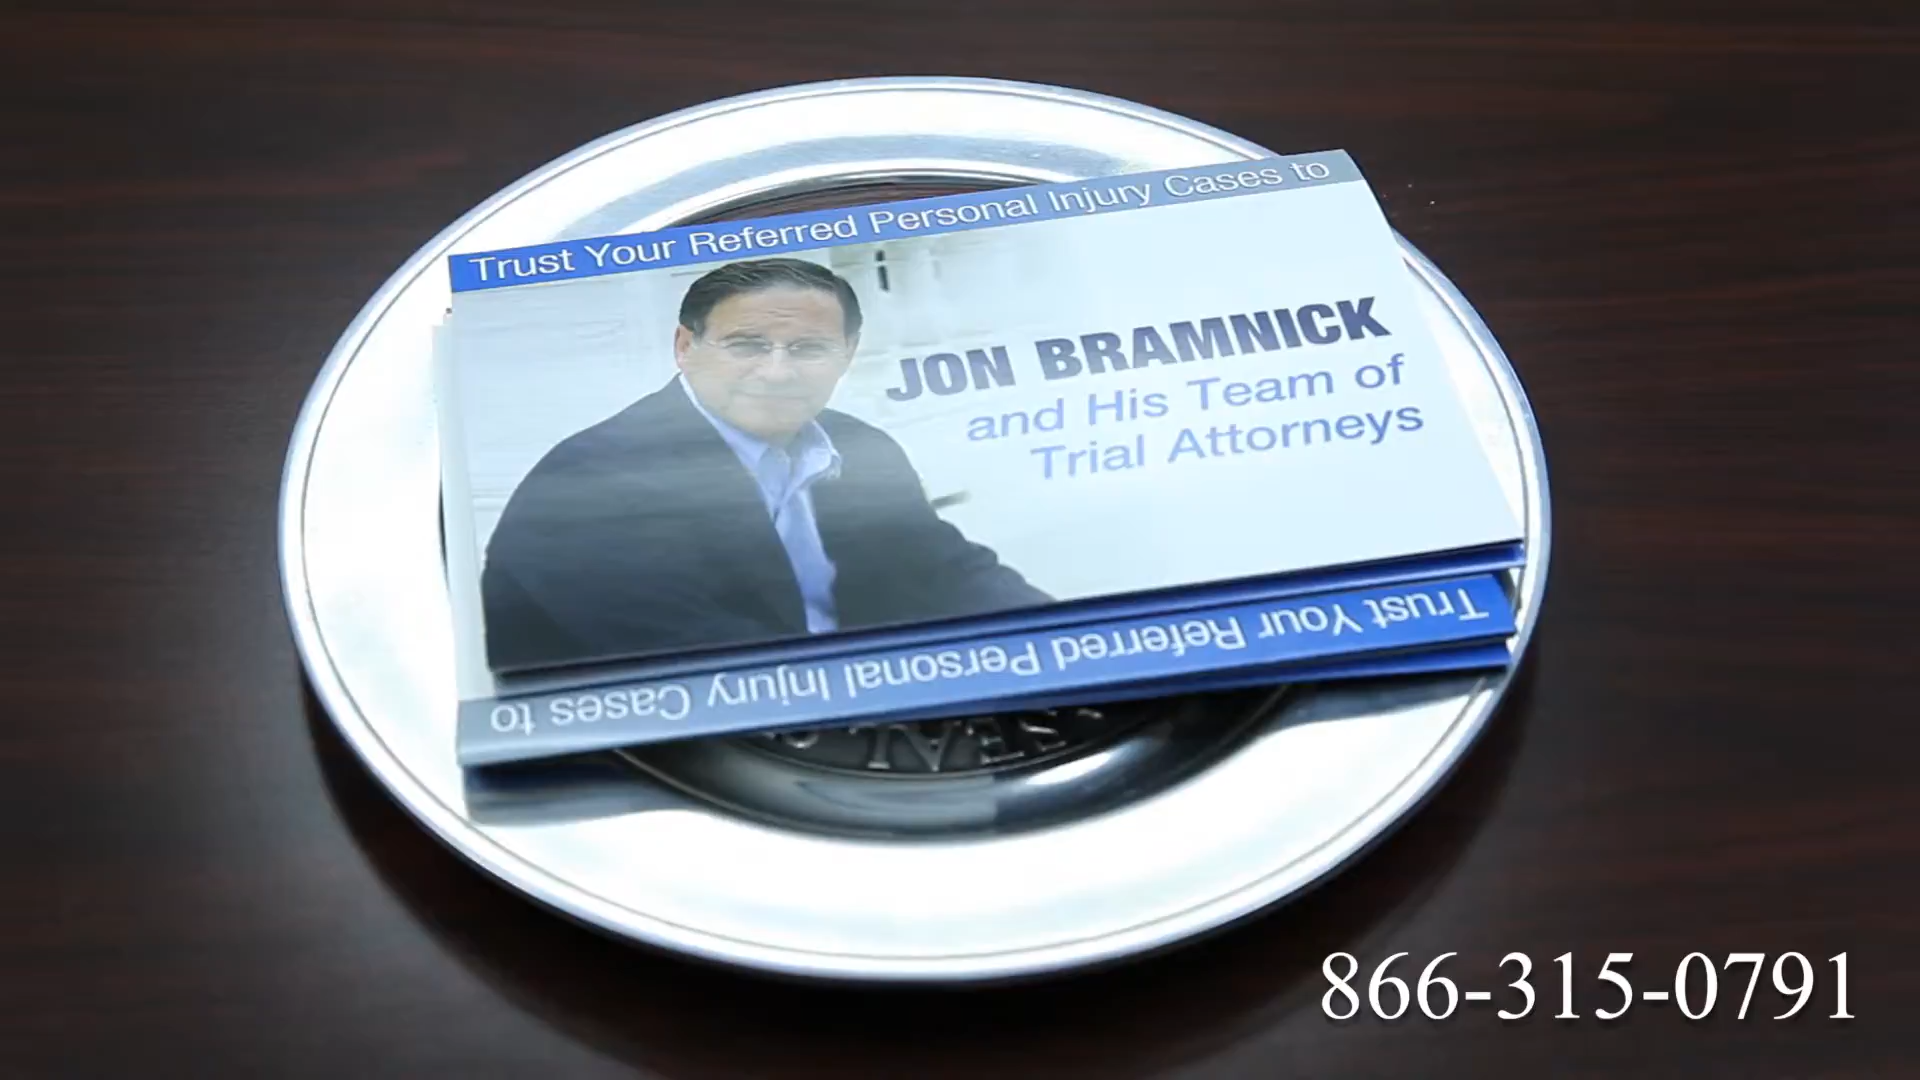 Trust Your Referred Personal Injury Cases to
JON BRAMNICK
and His Team of
Trial Attorneys
Trust Your Referred Personal Injury Cases to
SEAL
866-315-0791